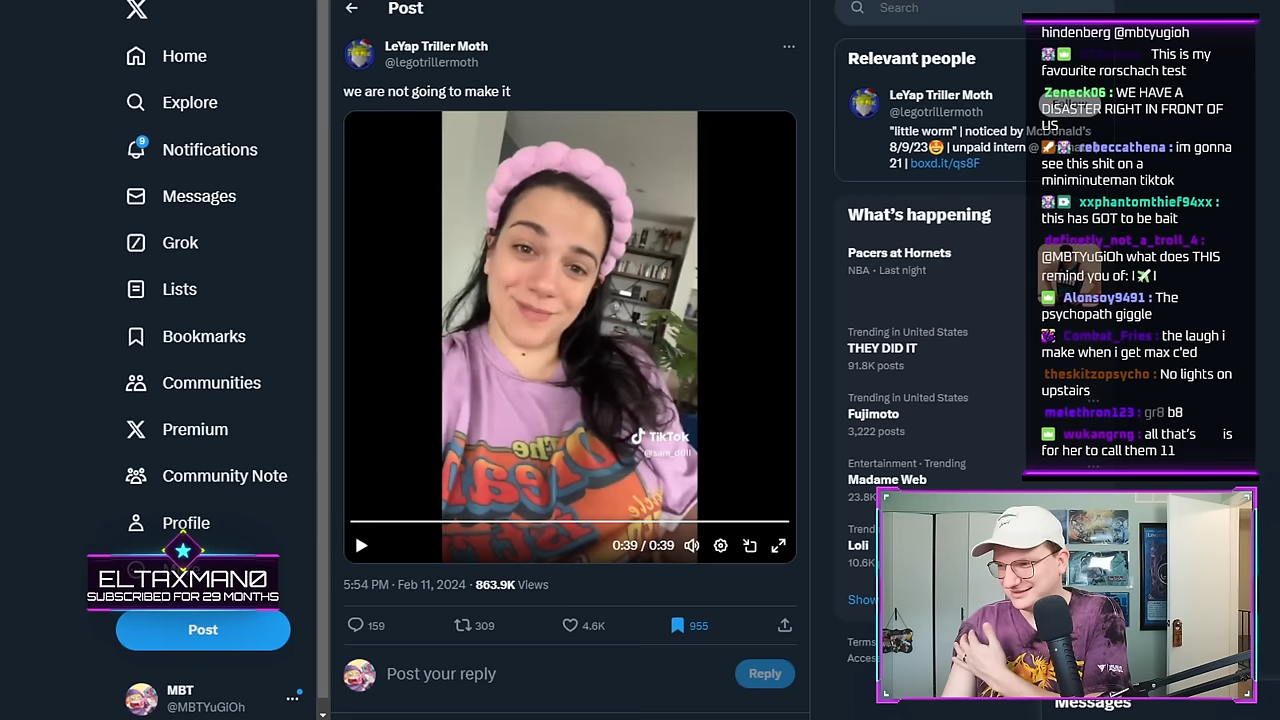 Home
Explore
9
Notifications
Messages
Grok
Lists
Bookmarks
Communities
Premium
Community Note
Profile
ELTAXMAN0
SUBSCRIBED FOR 29 MONTHS
Post
MBT
@MBTYuGiOh
Post
LeYap Triller Moth
@legotrillermoth
we are not going to make it
The
TikTok
@sam_d0ll
0:39 / 0:39
5:54 PM · Feb 11, 2024 · 863.9K Views
159
309
4.6K
955
Post your reply
Reply
Search
Relevant people
LeYap Triller Moth
@legotrillermoth
"little worm" | noticed by McDonald's
8/9/23🤩 | unpaid intern @
21 | boxd.it/qs8F
What's happening
Pacers at Hornets
NBA · Last night
Trending in United States
THEY DID IT
91.8K posts
Trending in United States
Fujimoto
3,222 posts
Entertainment · Trending
Madame Web
23.8K
Trend
Loli
10.6K
Show
Terms
Acces
Messages
hindenberg @mbtyugioh
This is my
favourite rorschach test
Zeneck06 : WE HAVE A
DISASTER RIGHT IN FRONT OF
US
rebeccathena : im gonna
see this shit on a
miniminuteman tiktok
xxphantomthief94xx :
this has GOT to be bait
definetly_not_a_troll_4 :
@MBTYuGiOh what does THIS
remind you of: I ✈ I
Alonsoy9491 : The
psychopath giggle
Combat_Fries : the laugh i
make when i get max c'ed
theskitzopsycho : No lights on
upstairs
melethron123 : gr8 b8
wukangrng : all that's is
for her to call them 11